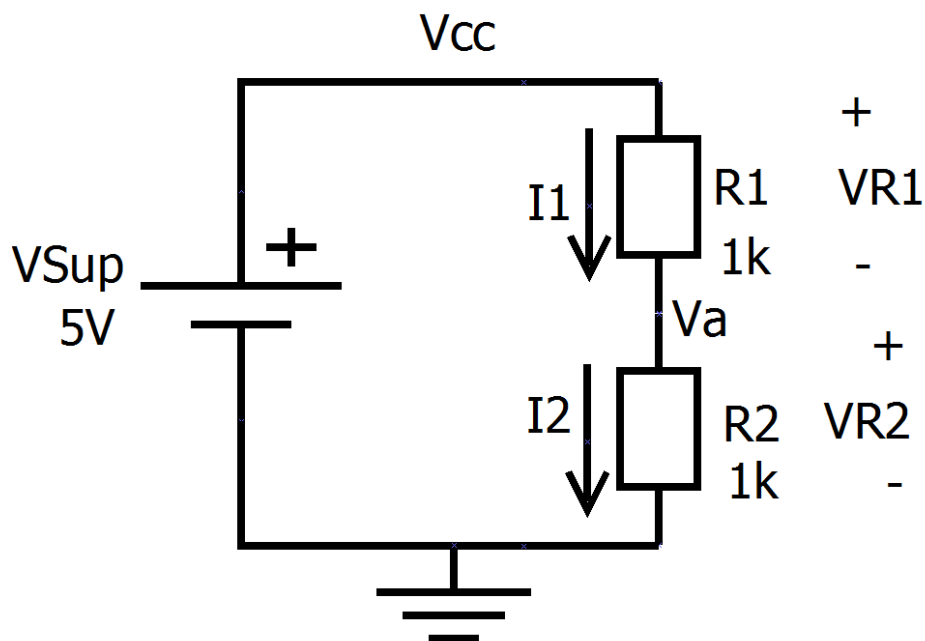 Vcc
+
I1
R1
VR1
1k
-
+
VSup
5V
Va
+
I2
R2
VR2
1k
-